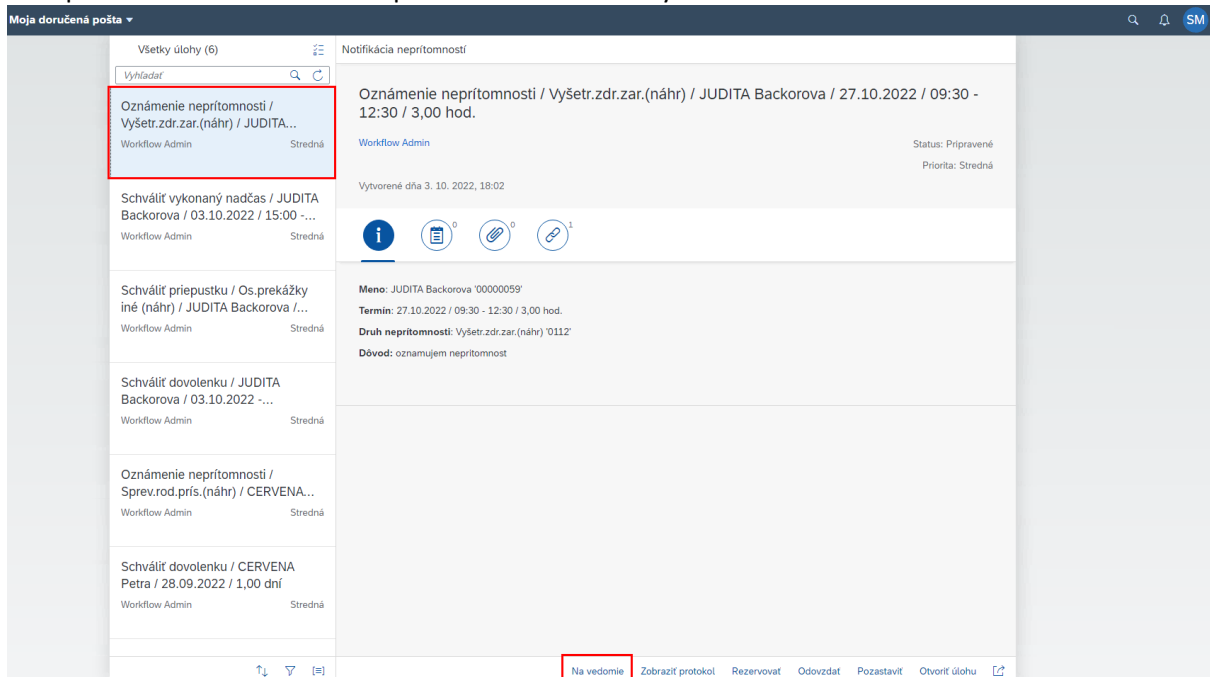 Moja doručená pošta
SM
Všetky úlohy (6)
Vyhľadať
Oznámenie neprítomnosti /
Vyšetr.zdr.zar.(náhr) / JUDITA...
Workflow Admin Stredná
Schváliť vykonaný nadčas / JUDITA
Backorova / 03.10.2022 / 15:00 -...
Workflow Admin Stredná
Schváliť priepustku / Os.prekážky
iné (náhr) / JUDITA Backorova /...
Workflow Admin Stredná
Schváliť dovolenku / JUDITA
Backorova / 03.10.2022 -...
Workflow Admin Stredná
Oznámenie neprítomnosti /
Sprev.rod.prís.(náhr) / CERVENA...
Workflow Admin Stredná
Schváliť dovolenku / CERVENA
Petra / 28.09.2022 / 1,00 dní
Workflow Admin Stredná
Notifikácia neprítomností
Oznámenie neprítomnosti / Vyšetr.zdr.zar.(náhr) / JUDITA Backorova / 27.10.2022 / 09:30 -
12:30 / 3,00 hod.
Workflow Admin
Status: Pripravené
Priorita: Stredná
Vytvorené dňa 3. 10. 2022, 18:02
0 0 1
Meno: JUDITA Backorova '00000059'
Termín: 27.10.2022 / 09:30 - 12:30 / 3,00 hod.
Druh neprítomnosti: Vyšetr.zdr.zar.(náhr) '0112'
Dôvod: oznamujem nepritomnost
Na vedomie Zobraziť protokol Rezervovať Odovzdať Pozastaviť Otvoriť úlohu